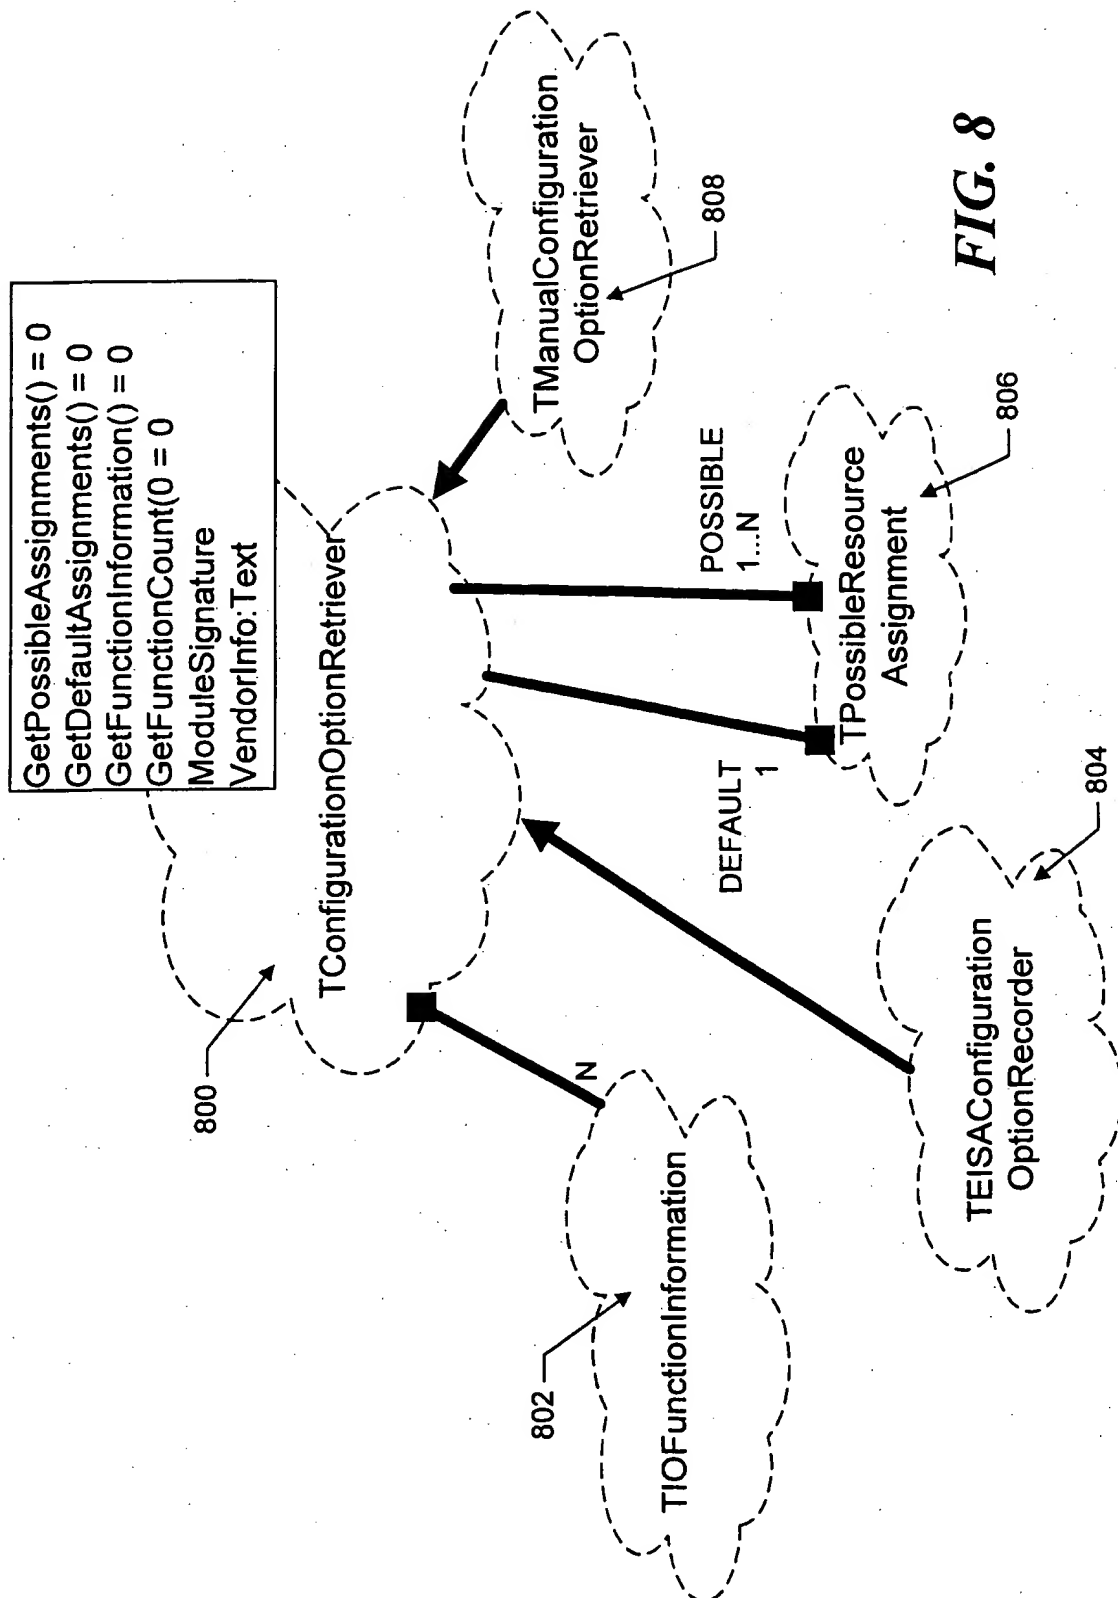 GetPossibleAssignments() = 0
GetDefaultAssignments() = 0
GetFunctionInformation() = 0
GetFunctionCount(0 = 0
ModuleSignature
VendorInfo:Text
800
TConfigurationOptionRetriever
802
N
TIOFunctionInformation
DEFAULT
1
POSSIBLE
1...N
TManualConfiguration
OptionRetriever
808
TPossibleResource
Assignment
806
TEISAConfiguration
OptionRecorder
804
FIG. 8